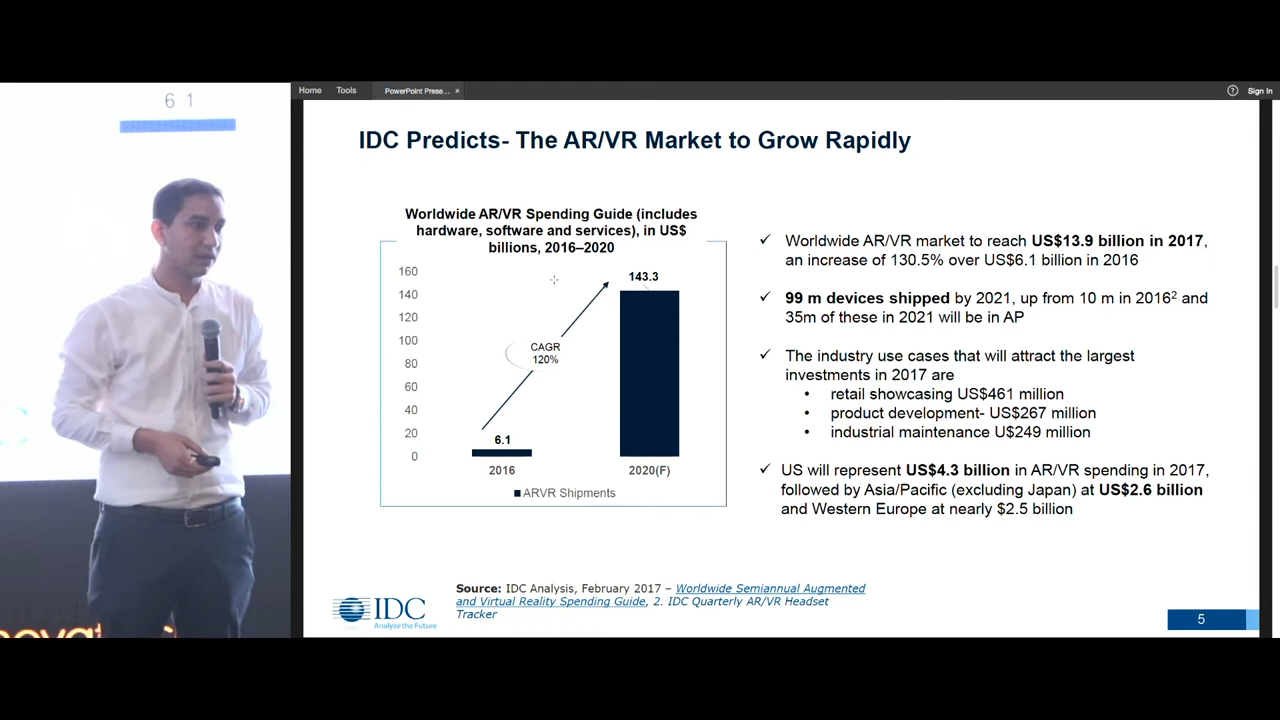 6 1
Home Tools PowerPoint Prese... × ? Sign In
IDC Predicts- The AR/VR Market to Grow Rapidly
Worldwide AR/VR Spending Guide (includes
hardware, software and services), in US$
billions, 2016–2020
160
140
120
100
80
60
40
20
0
143.3
CAGR
120%
6.1
2016 2020(F)
ARVR Shipments
✓ Worldwide AR/VR market to reach US$13.9 billion in 2017,
an increase of 130.5% over US$6.1 billion in 2016
✓ 99 m devices shipped by 2021, up from 10 m in 2016² and
35m of these in 2021 will be in AP
✓ The industry use cases that will attract the largest
investments in 2017 are
• retail showcasing US$461 million
• product development- US$267 million
• industrial maintenance U$249 million
✓ US will represent US$4.3 billion in AR/VR spending in 2017,
followed by Asia/Pacific (excluding Japan) at US$2.6 billion
and Western Europe at nearly $2.5 billion
Source: IDC Analysis, February 2017 – Worldwide Semiannual Augmented
and Virtual Reality Spending Guide, 2. IDC Quarterly AR/VR Headset
Tracker
IDC
Analyze the Future
5